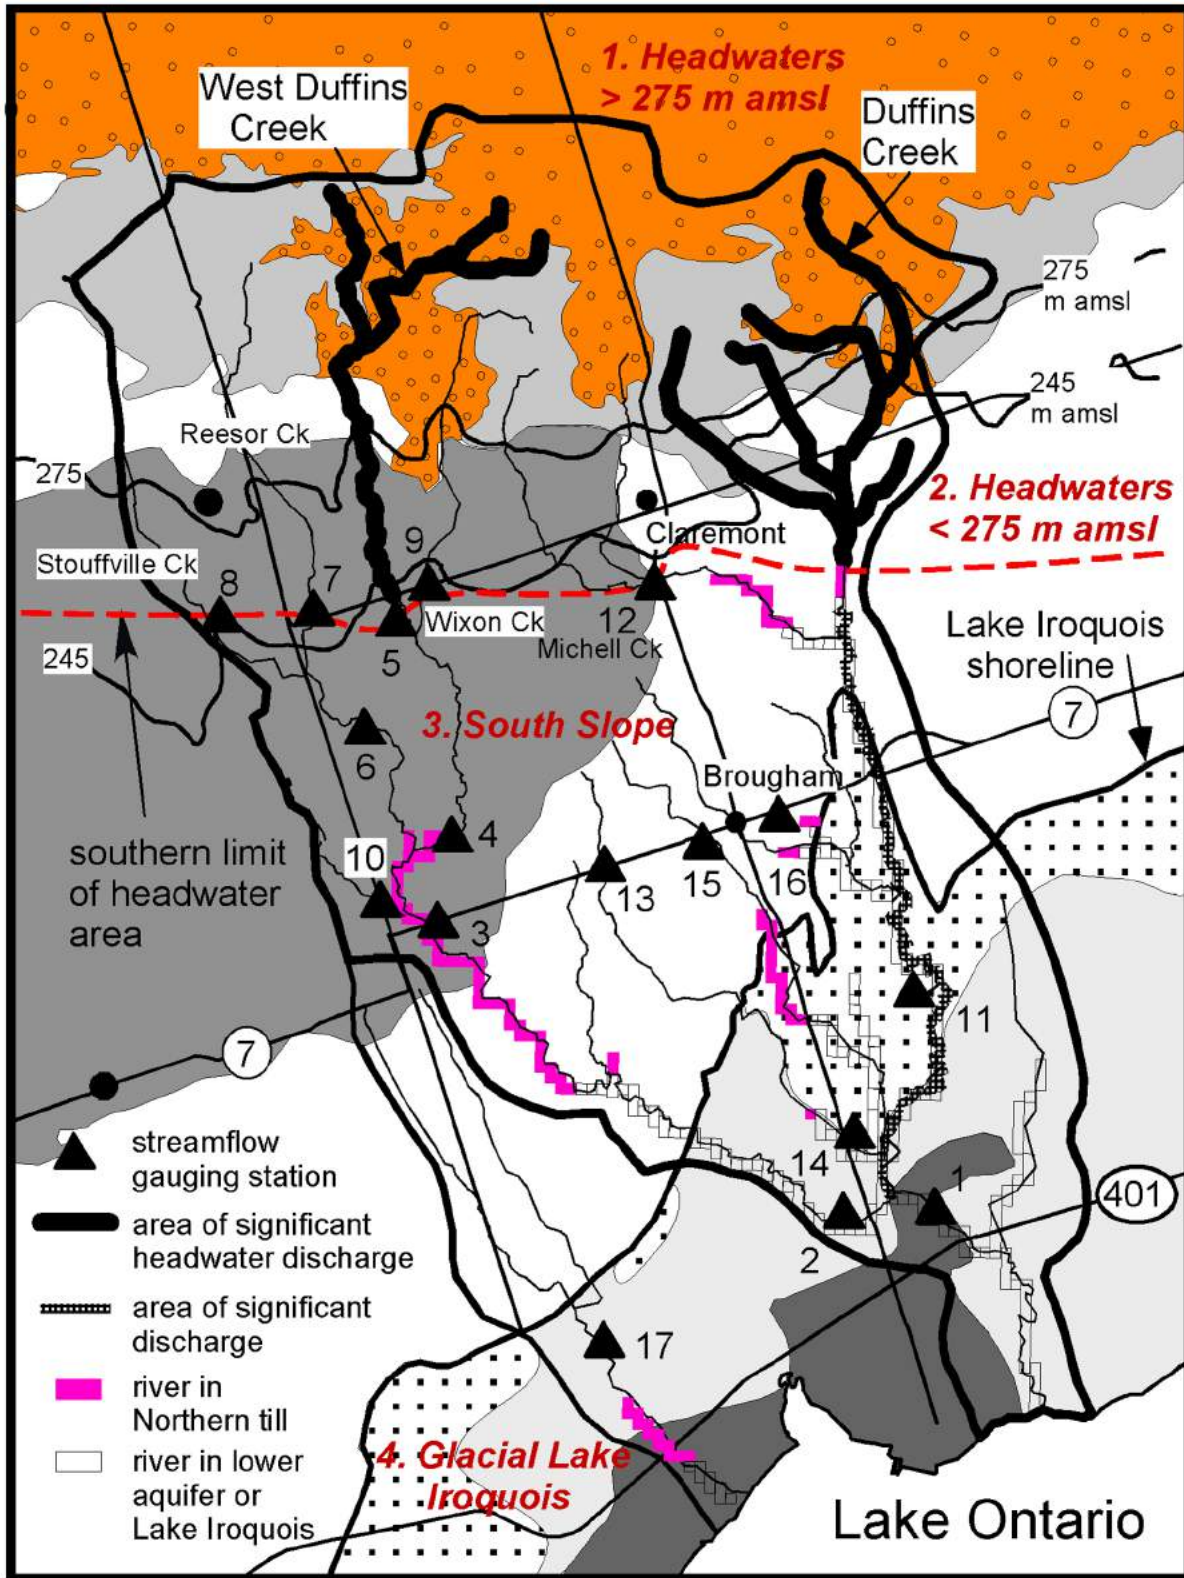 1. Headwaters
> 275 m amsl
West Duffins
Creek
Duffins
Creek
275
m amsl
245
m amsl
Reesor Ck
275
2. Headwaters
< 275 m amsl
Claremont
9
Stouffville Ck
8
7
Wixon Ck
12
Michell Ck
5
245
Lake Iroquois
shoreline
7
3. South Slope
6
Brougham
4
southern limit
of headwater
area
10
13
15
16
3
11
7
streamflow
gauging station
14
1
401
area of significant
headwater discharge
2
area of significant
discharge
17
river in
Northern till
4. Glacial Lake
Iroquois
river in lower
aquifer or
Lake Iroquois
Lake Ontario